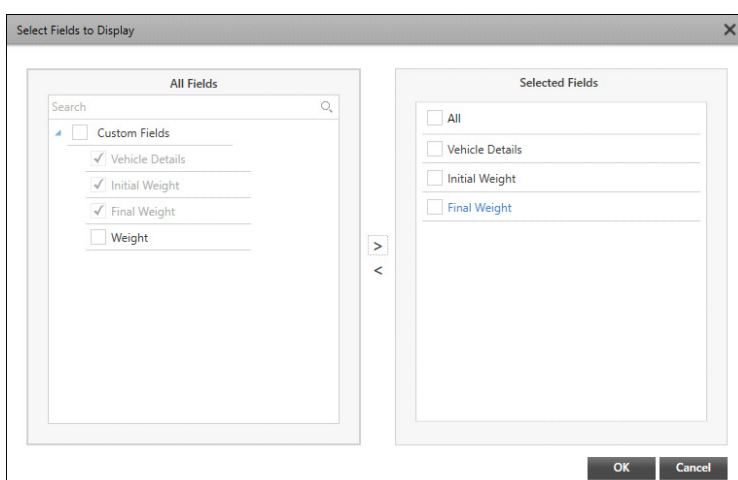 Select Fields to Display
All Fields
Search
Custom Fields
Vehicle Details
Initial Weight
Final Weight
Weight
>
<
Selected Fields
All
Vehicle Details
Initial Weight
Final Weight
OK
Cancel